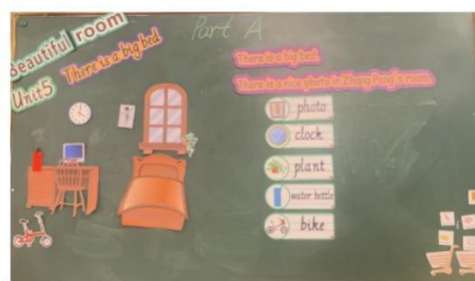 Beautiful room
Part A
Unit5 There is a big bed
There is a big bed.
There is a nice photo in Zhang Peng's room.
photo
clock
plant
water bottle
bike